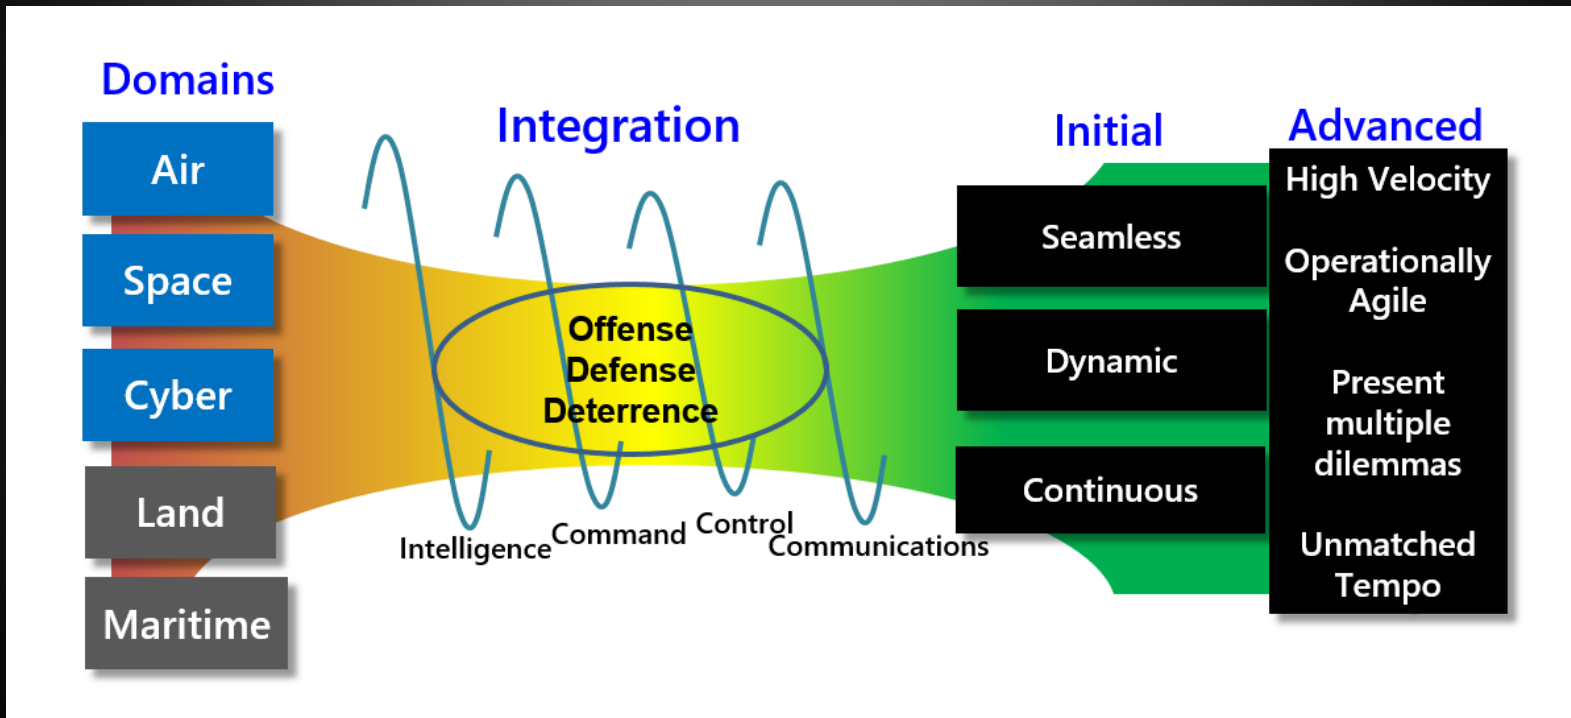 Domains
Air
Space
Cyber
Land
Maritime
Integration
Offense
Defense
Deterrence
Intelligence
Command
Control
Communications
Initial
Seamless
Dynamic
Continuous
Advanced
High Velocity
Operationally
Agile
Present
multiple
dilemmas
Unmatched
Tempo